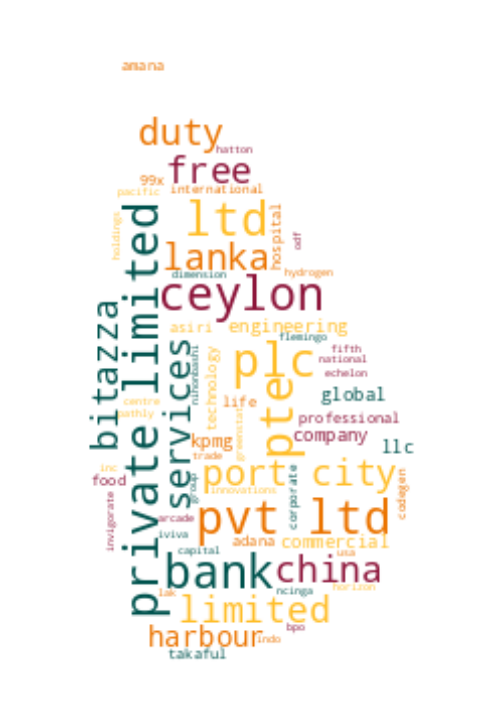 amana
duty
hatton
free
99x
international
pacific
ltd
holdings
private limited
hospital
odf
lanka
dimension
hydrogen
ceylon
bitazza
asiri
engineering
flemingo
services
nihonbashi
technology
plc
fifth
national
echelon
pte
global
life
centre
pathly
greenstat
professional
company
kpmg
llc
trade
inc
food
group
port city
corporate
codegen
innovations
invigorate
arcade
pvt ltd
iviva
adana
commercial
capital
usa
bank
china
lak
ncinga
horizon
limited
bpo
harbour
indo
takaful